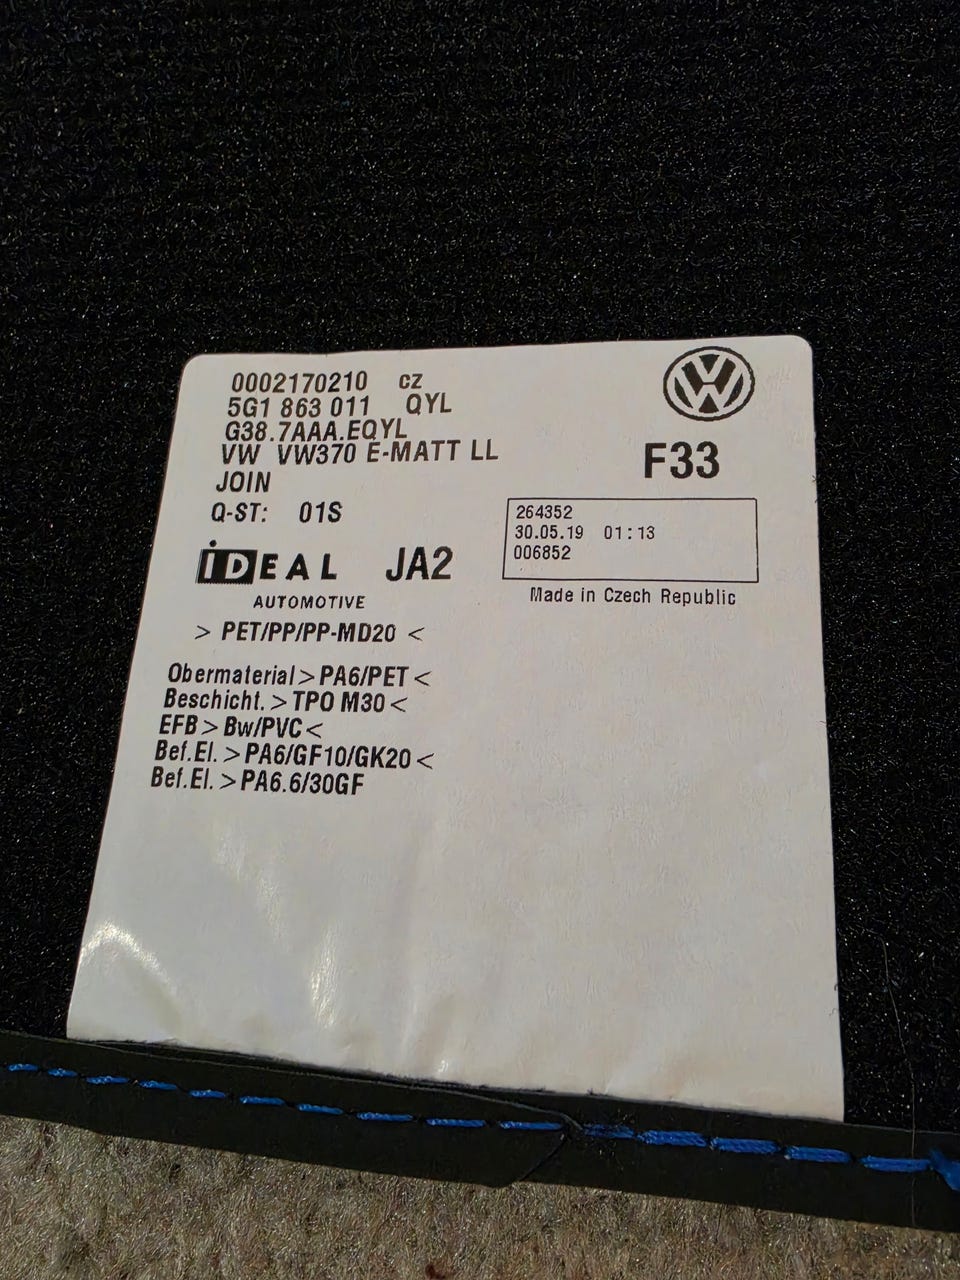 0002170210 cz
5G1 863 011 QYL
G38.7AAA.EQYL
VW VW370 E-MATT LL
JOIN
Q-ST: 01S
F33
264352
30.05.19 01:13
006852
Made in Czech Republic
iDEAL JA2
AUTOMOTIVE
> PET/PP/PP-MD20 <
Obermaterial>PA6/PET<
Beschicht.>TPO M30<
EFB>Bw/PVC<
Bef.El.>PA6/GF10/GK20<
Bef.El.>PA6.6/30GF